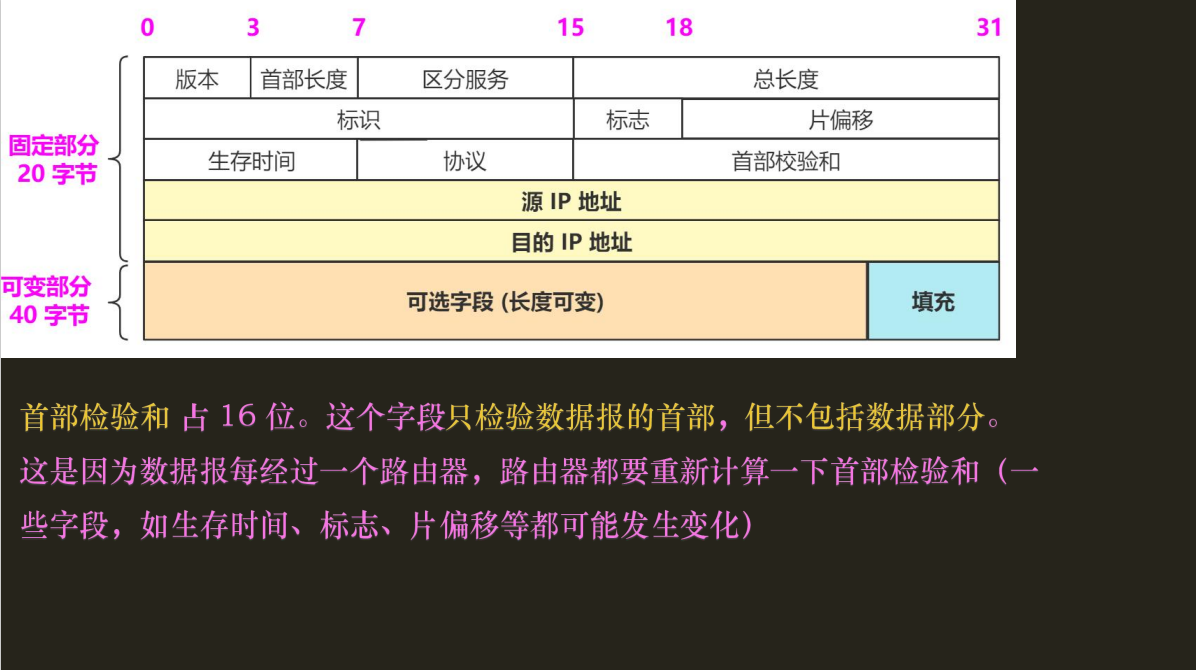 0 3 7 15 18 31
版本 首部长度 区分服务 总长度
标识 标志 片偏移
固定部分
20 字节
生存时间 协议 首部校验和
源 IP 地址
目的 IP 地址
可变部分
40 字节
可选字段 (长度可变) 填充
首部检验和 占 16 位。这个字段只检验数据报的首部，但不包括数据部分。
这是因为数据报每经过一个路由器，路由器都要重新计算一下首部检验和（一
些字段，如生存时间、标志、片偏移等都可能发生变化）